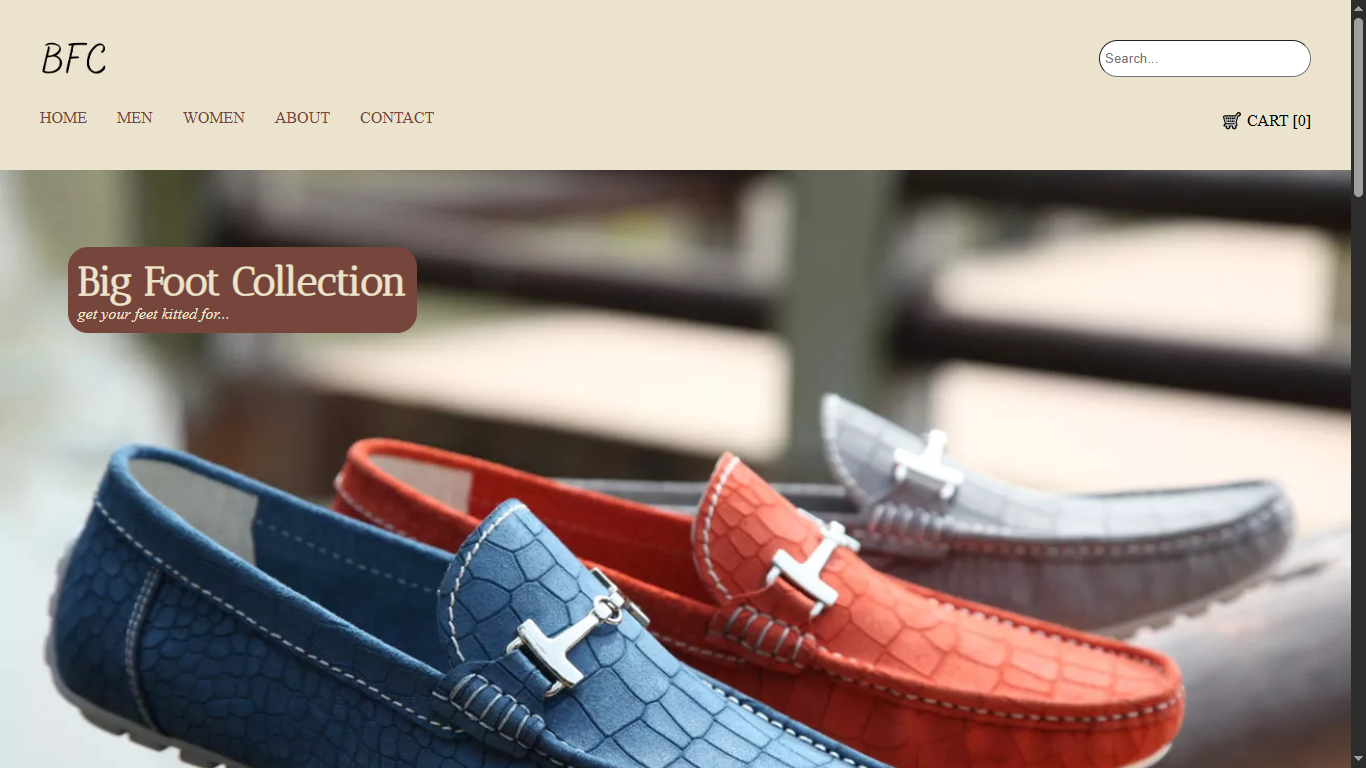 BFC
Search...
HOME MEN WOMEN ABOUT CONTACT
CART [0]
Big Foot Collection
get your feet kitted for...